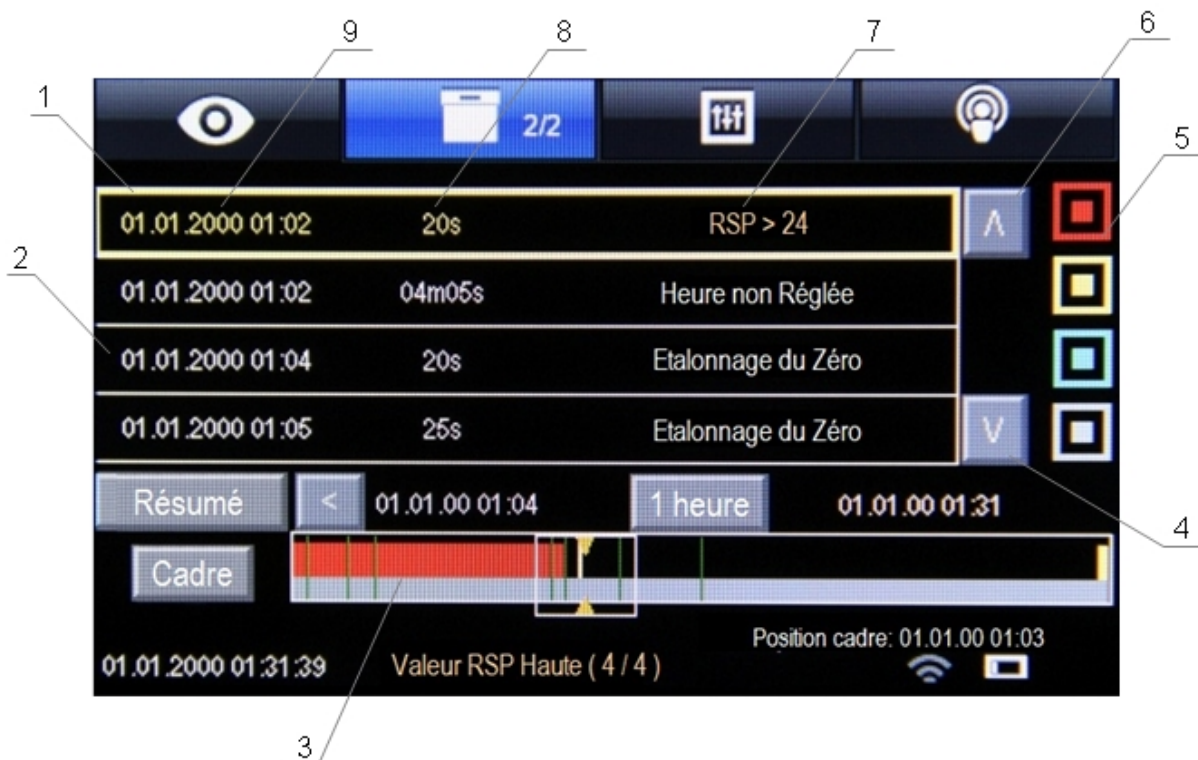 9 8 7 6
1
2/2
5
01.01.2000 01:02 20s RSP > 24 Λ
2
01.01.2000 01:02 04m05s Heure non Réglée
01.01.2000 01:04 20s Etalonnage du Zéro
01.01.2000 01:05 25s Etalonnage du Zéro V
Résumé < 01.01.00 01:04 1 heure 01.01.00 01:31
4
Cadre
Position cadre: 01.01.00 01:03
01.01.2000 01:31:39 Valeur RSP Haute ( 4 / 4 )
3